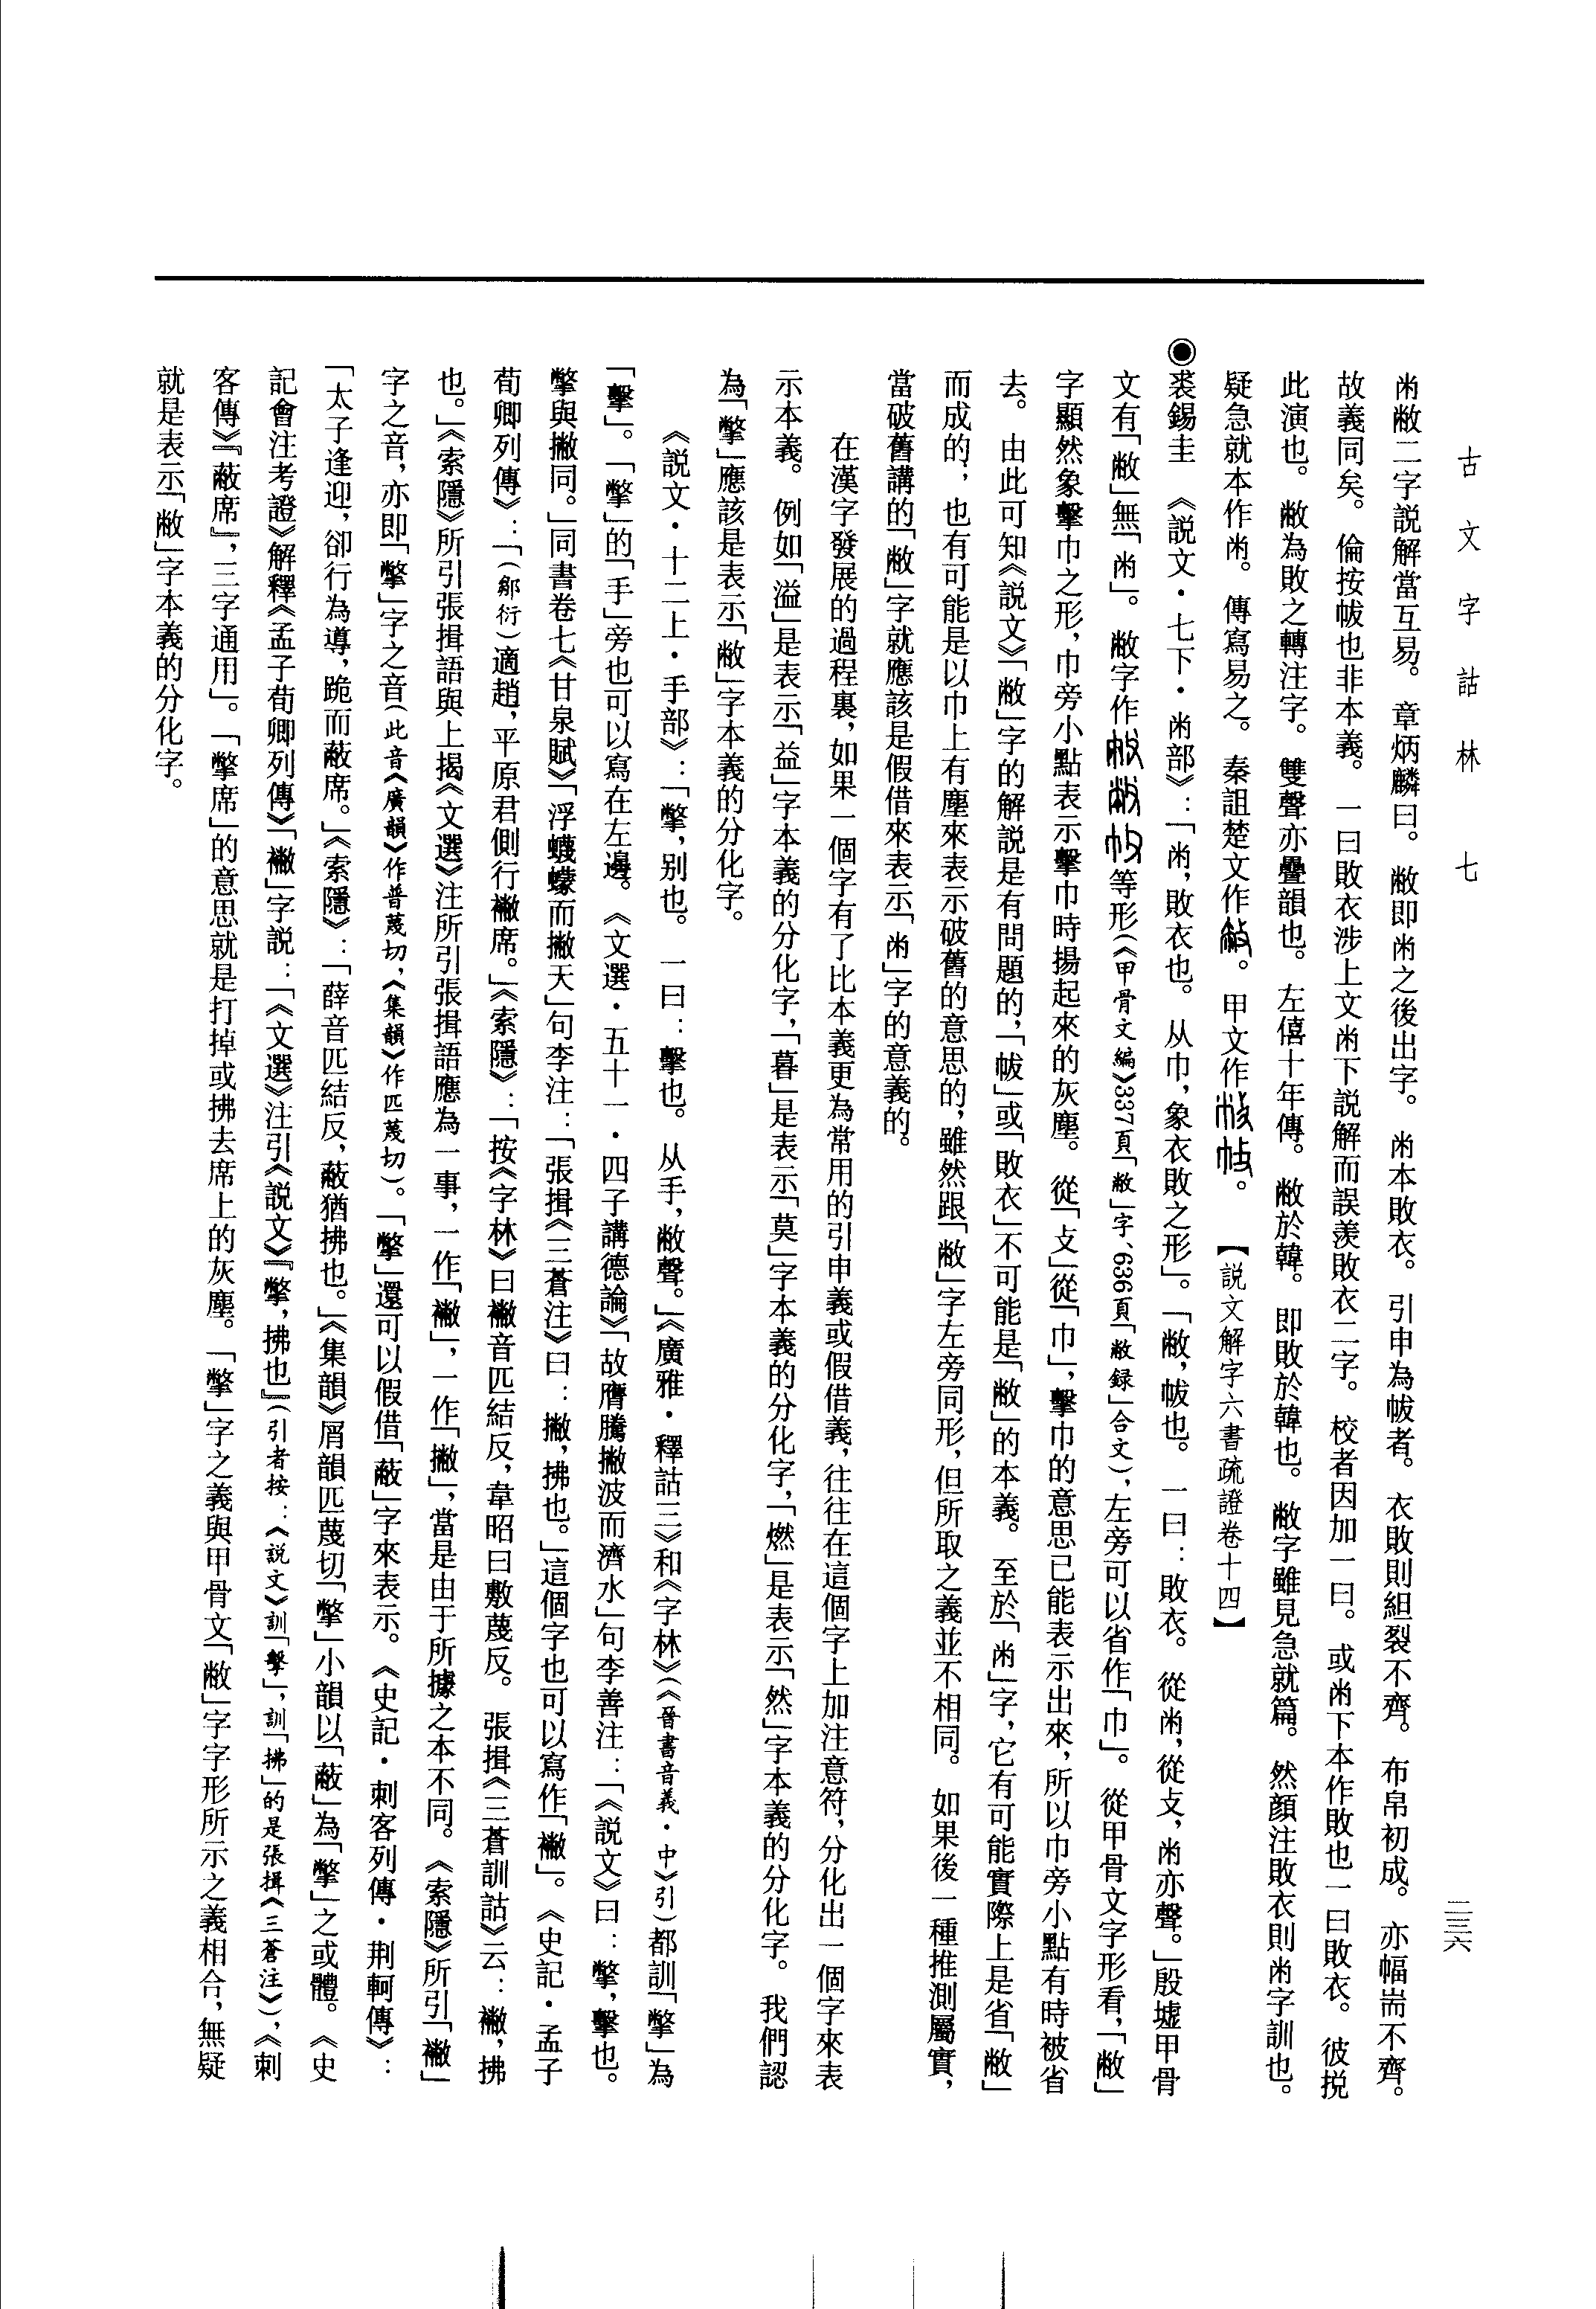 古文字詁林 七
二三六
㡀敝二字説解當互易。章炳麟曰。敝即㡀之後出字。㡀本敗衣。引申為帗者。衣敗則組裂不齊。布帛初成。亦幅耑不齊。
故義同矣。倫按帗也非本義。一曰敗衣涉上文㡀下説解而誤羡敗衣二字。校者因加一曰。或㡀下本作敗也一曰敗衣。彼挩
此演也。敝為敗之轉注字。雙聲亦疊韻也。左僖十年傳。敝於韓。即敗於韓也。敝字雖見急就篇。然顔注敗衣則㡀字訓也。
疑急就本作㡀。傳寫易之。秦詛楚文作。甲文作。【説文解字六書疏證卷十四】
◉裘錫圭 《説文·七下·㡀部》：「㡀，敗衣也。从巾，象衣敗之形」。「敝，帗也。一曰：敗衣。從㡀，從攴，㡀亦聲。」殷墟甲骨
文有「敝」無「㡀」。敝字作等形（《甲骨文編》337頁「敝」字、636頁「敝録」合文），左旁可以省作「巾」。從甲骨文字形看，「敝」
字顯然象擊巾之形，巾旁小點表示擊巾時揚起來的灰塵。從「攴」從「巾」，擊巾的意思已能表示出來，所以巾旁小點有時被省
去。由此可知《説文》「敝」字的解説是有問題的，「帗」或「敗衣」不可能是「敝」的本義。至於「㡀」字，它有可能實際上是省「敝」
而成的，也有可能是以巾上有塵來表示破舊的意思的，雖然跟「敝」字左旁同形，但所取之義並不相同。如果後一種推測屬實，
當破舊講的「敝」字就應該是假借來表示「㡀」字的意義的。
在漢字發展的過程裏，如果一個字有了比本義更為常用的引申義或假借義，往往在這個字上加注意符，分化出一個字來表
示本義。例如「溢」是表示「益」字本義的分化字，「暮」是表示「莫」字本義的分化字，「燃」是表示「然」字本義的分化字。我們認
為「擎」應該是表示「敝」字本義的分化字。
《説文·十二上·手部》：「擎，别也。一曰：擊也。从手，敝聲。」《廣雅·釋詁三》和《字林》（《晉書音義·中》引）都訓「擎」為
「擊」。「擎」的「手」旁也可以寫在左邊。《文選·五十一·四子講德論》「故膺騰撇波而濟水」句李善注：「《説文》曰：擎，擊也。
擎與撇同。」同書卷七《甘泉賦》「浮蠛蠓而撇天」句李注：「張揖《三蒼注》曰：撇，拂也。」這個字也可以寫作「襒」。《史記·孟子
荀卿列傳》：「（鄒衍）適趙，平原君側行襒席。」《索隱》：「按《字林》曰襒音匹結反，韋昭曰敷蔑反。張揖《三蒼訓詁》云：襒，拂
也。」《索隱》所引張揖語與上揭《文選》注所引張揖語應為一事，一作「襒」，一作「撇」，當是由于所據之本不同。《索隱》所引「襒」
字之音，亦即「擎」字之音（此音《廣韻》作普蔑切，《集韻》作匹蔑切）。「擎」還可以假借「蔽」字來表示。《史記·刺客列傳·荆軻傳》：
「太子逢迎，卻行為導，跪而蔽席。」《索隱》：「薛音匹結反，蔽猶拂也。」《集韻》屑韻匹蔑切「擎」小韻以「蔽」為「擎」之或體。《史
記會注考證》解釋《孟子荀卿列傳》「襒」字説：「《文選》注引《説文》『擎，拂也』（引者按：《説文》訓「擊」，訓「拂」的是張揖《三蒼注》），《刺
客傳》『蔽席』，三字通用」。「擎席」的意思就是打掉或拂去席上的灰塵。「擎」字之義與甲骨文「敝」字字形所示之義相合，無疑
就是表示「敝」字本義的分化字。